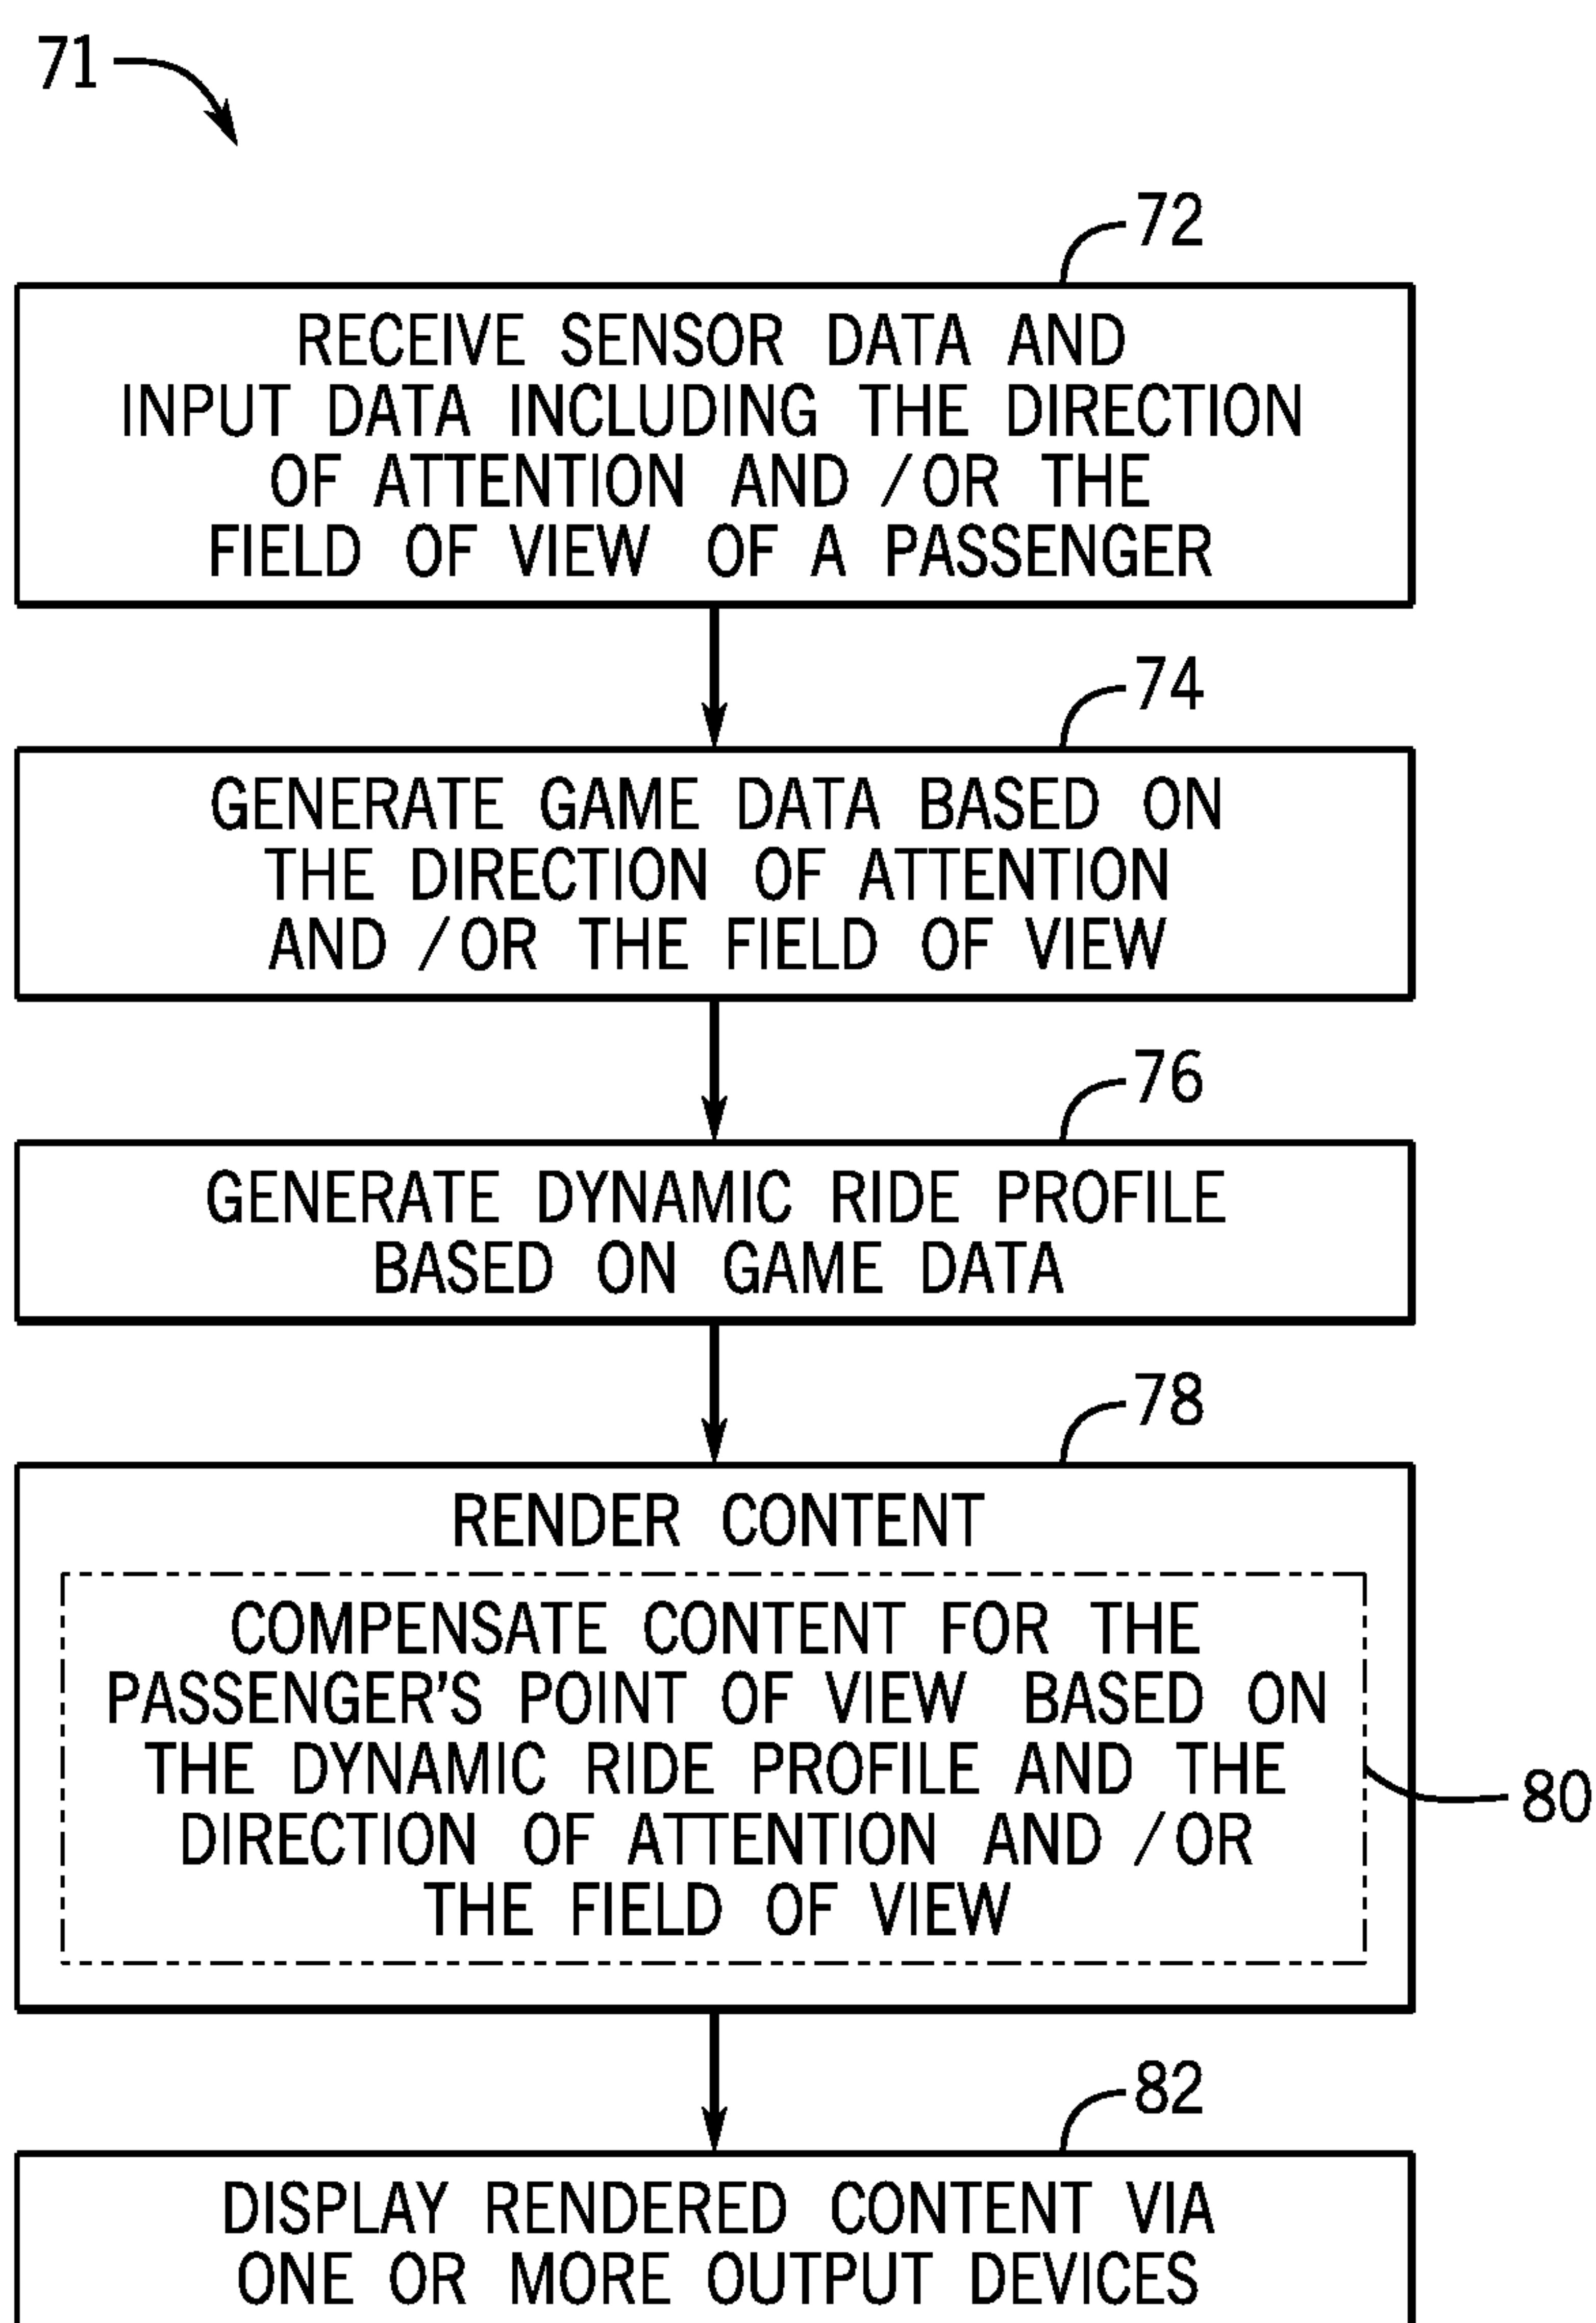 71
72
RECEIVE SENSOR DATA AND
INPUT DATA INCLUDING THE DIRECTION
OF ATTENTION AND /OR THE
FIELD OF VIEW OF A PASSENGER
74
GENERATE GAME DATA BASED ON
THE DIRECTION OF ATTENTION
AND /OR THE FIELD OF VIEW
76
GENERATE DYNAMIC RIDE PROFILE
BASED ON GAME DATA
78
RENDER CONTENT
COMPENSATE CONTENT FOR THE
PASSENGER'S POINT OF VIEW BASED ON
THE DYNAMIC RIDE PROFILE AND THE
DIRECTION OF ATTENTION AND /OR
THE FIELD OF VIEW
80
82
DISPLAY RENDERED CONTENT VIA
ONE OR MORE OUTPUT DEVICES